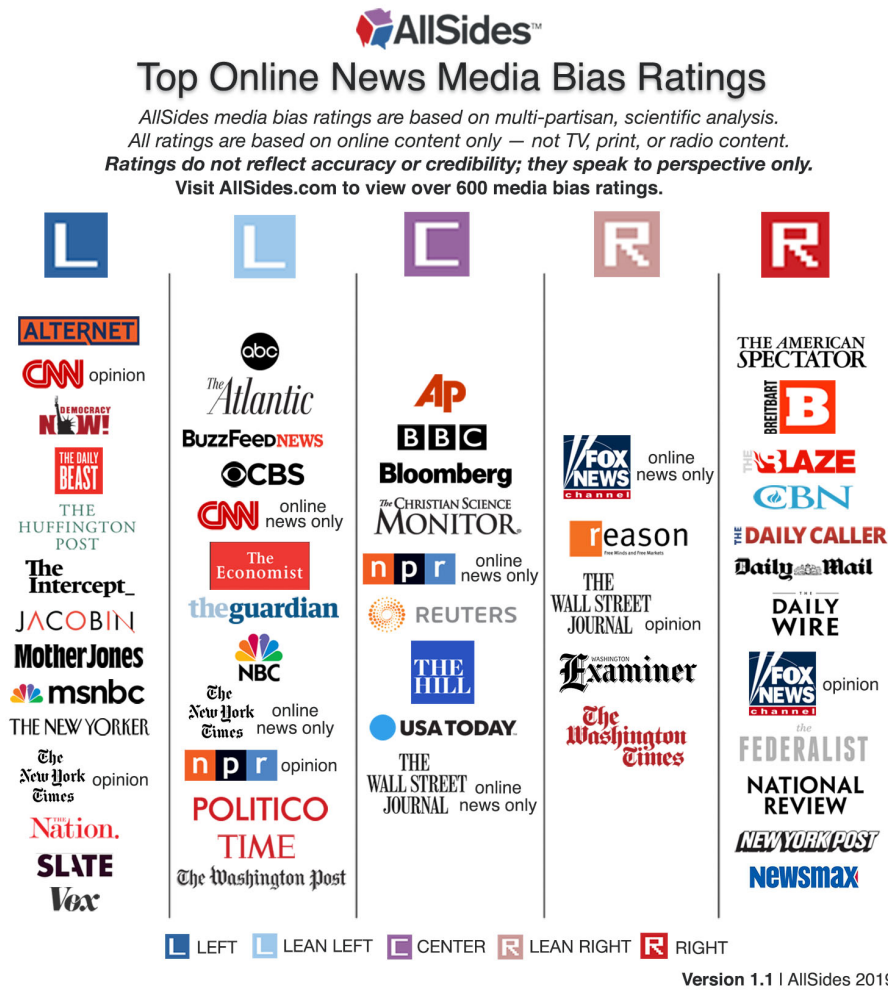 AllSides™
Top Online News Media Bias Ratings
AllSides media bias ratings are based on multi-partisan, scientific analysis.
All ratings are based on online content only — not TV, print, or radio content.
Ratings do not reflect accuracy or credibility; they speak to perspective only.
Visit AllSides.com to view over 600 media bias ratings.
L
ALTERNET
CNN opinion
DEMOCRACY
NOW!
THE DAILY
BEAST
THE
HUFFINGTON
POST
The
Intercept_
JACOBIN
MotherJones
msnbc
THE NEW YORKER
The
New York
Times
opinion
THE
Nation.
SLATE
Vox
L
abc
The
Atlantic
BUZZFEEDNEWS
CBS
CNN
online
news only
The
Economist
theguardian
NBC
The
New York
Times
online
news only
npr opinion
POLITICO
TIME
The Washington Post
C
AP
BBC
Bloomberg
The CHRISTIAN SCIENCE
MONITOR®
npr
online
news only
REUTERS
THE
HILL
USA TODAY
THE
WALL STREET
JOURNAL
online
news only
R
FOX
NEWS
channel
online
news only
reason
Free Minds and Free Markets
THE
WALL STREET
JOURNAL opinion
WASHINGTON
Examiner
The
Washington
Times
R
THE AMERICAN
SPECTATOR
BREITBART
B
THE BLAZE
CBN
THE DAILY CALLER
Daily Mail
THE
DAILY
WIRE
FOX
NEWS
channel
opinion
the
FEDERALIST
NATIONAL
REVIEW
NEW YORK POST
Newsmax
L LEFT L LEAN LEFT C CENTER R LEAN RIGHT R RIGHT
Version 1.1 | AllSides 2019